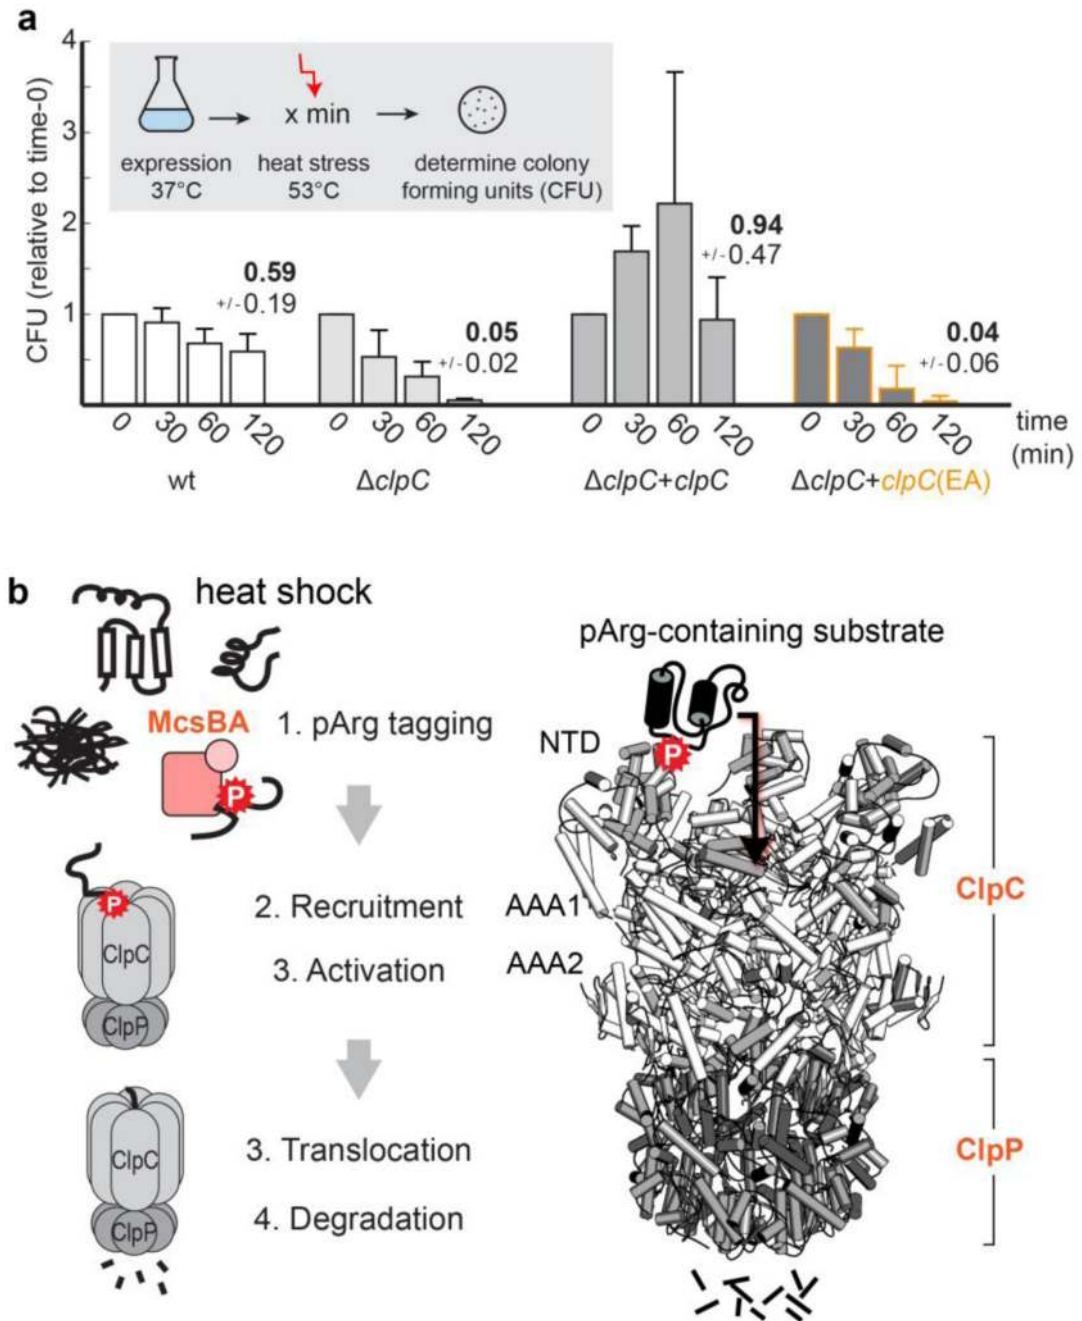 a
CFU (relative to time-0)
4
3
2
1
expression
37°C
x min
heat stress
53°C
determine colony
forming units (CFU)
0.59
+/-0.19
0.05
+/-0.02
0.94
+/-0.47
0.04
+/-0.06
0 30 60 120
0 30 60 120
0 30 60 120
0 30 60 120
time
(min)
wt
ΔclpC
ΔclpC+clpC
ΔclpC+clpC(EA)
b
heat shock
McsBA
P
1. pArg tagging
P
ClpC
ClpP
2. Recruitment
3. Activation
ClpC
ClpP
3. Translocation
4. Degradation
pArg-containing substrate
NTD
P
AAA1
AAA2
ClpC
ClpP